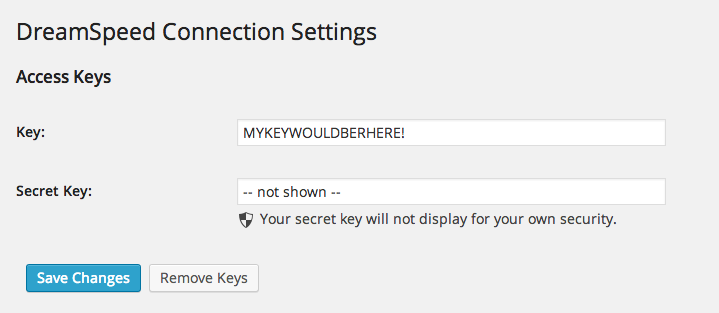 DreamSpeed Connection Settings
Access Keys
Key: MYKEYWOULDBERHERE!
Secret Key: -- not shown --
Your secret key will not display for your own security.
Save Changes Remove Keys